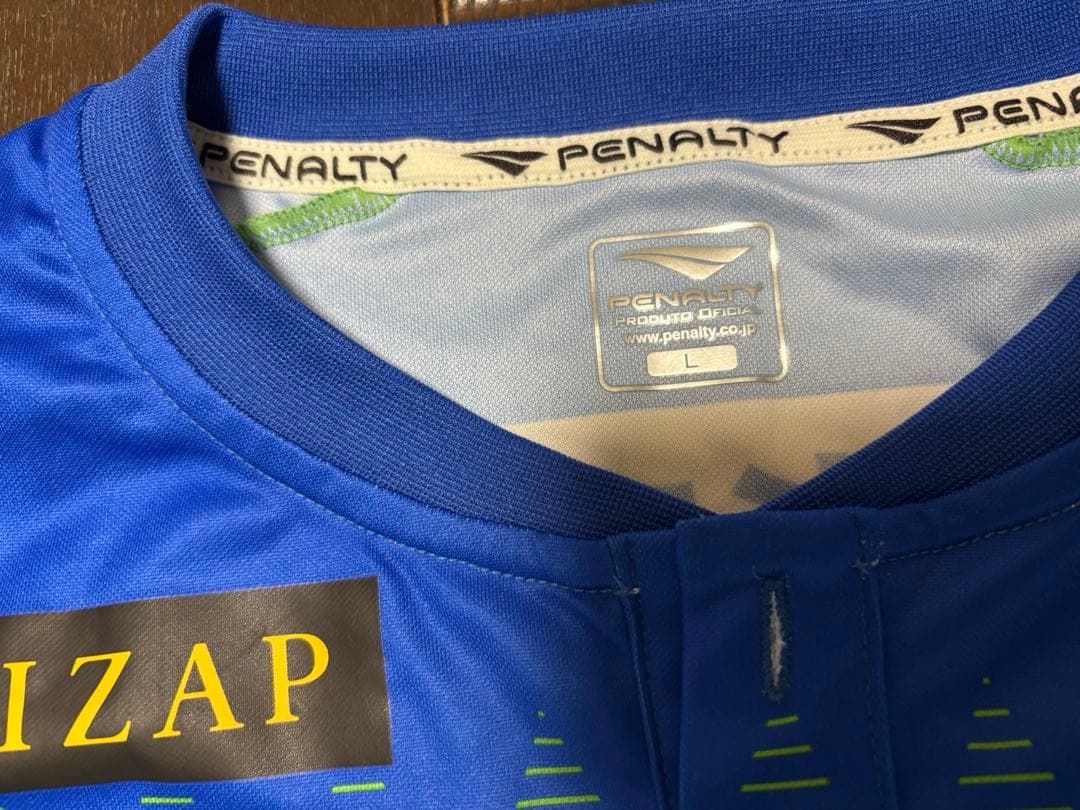 PENALTY PENALTY PENA
PENALTY
PRODUTO OFICIAL
www.penalty.co.jp
L
IZAP